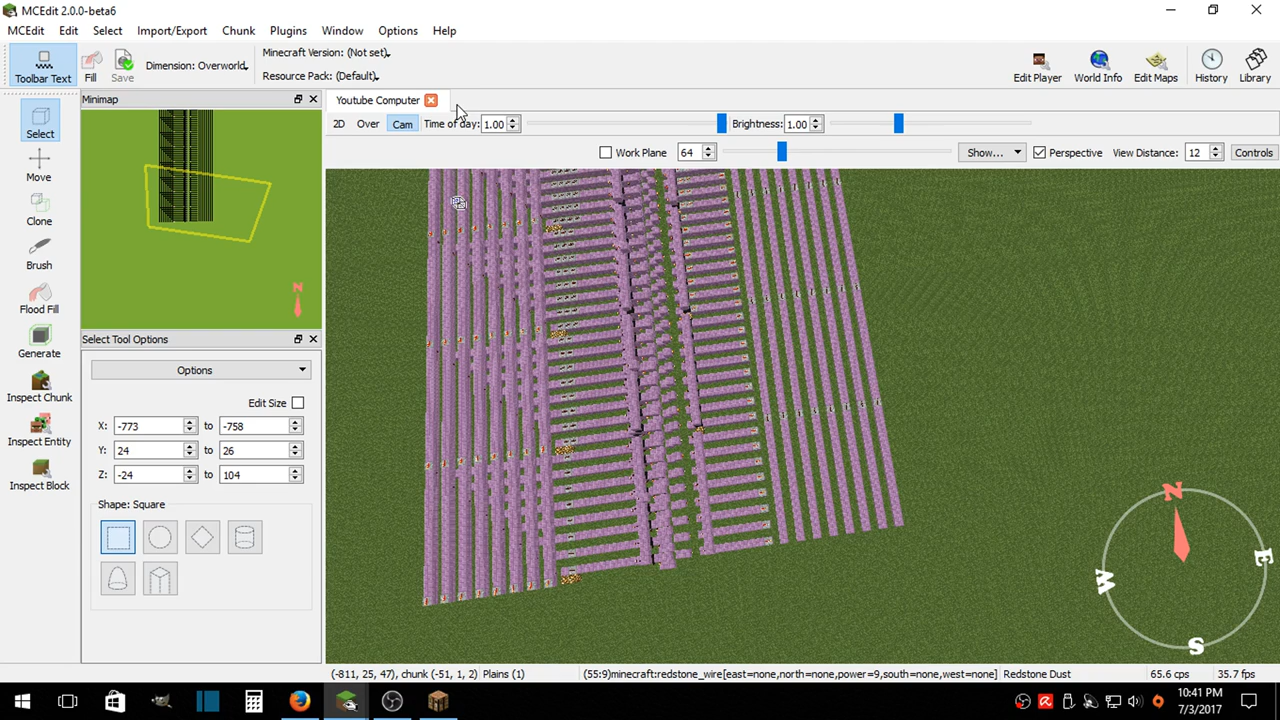 MCEdit 2.0.0-beta6
MCEdit Edit Select Import/Export Chunk Plugins Window Options Help
Toolbar Text
Fill
Save
Dimension: Overworld
Minecraft Version: (Not set)
Resource Pack: (Default)
Edit Player
World Info
Edit Maps
History
Library
Select
Move
Clone
Brush
Flood Fill
Generate
Inspect Chunk
Inspect Entity
Inspect Block
Minimap
N
Select Tool Options
Options
Edit Size
X: -773 to -758
Y: 24 to 26
Z: -24 to 104
Shape: Square
Youtube Computer
2D Over Cam Time of day: 1.00 Brightness: 1.00
Work Plane 64 Show... Perspective View Distance: 12 Controls
N
E
W
S
(-811, 25, 47), chunk (-51, 1, 2) Plains (1) (55:9)minecraft:redstone_wire[east=none,north=none,power=9,south=none,west=none] Redstone Dust 65.6 cps 35.7 fps
10:41 PM
7/3/2017